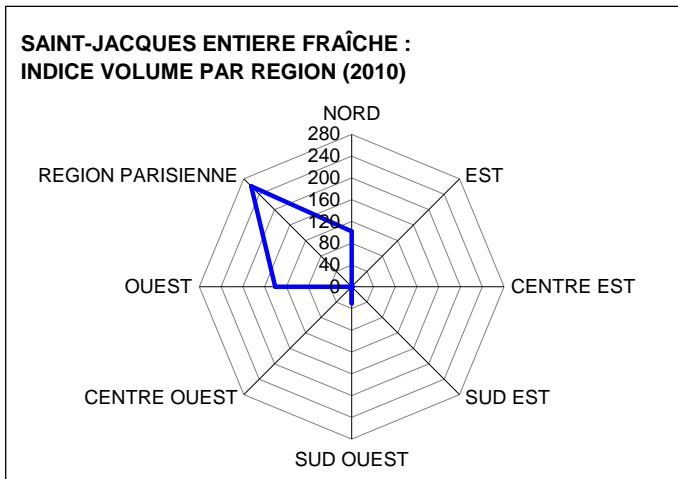 SAINT-JACQUES ENTIERE FRAÎCHE :
INDICE VOLUME PAR REGION (2010)
NORD
280
240
200
160
120
80
40
0
EST
REGION PARISIENNE
OUEST
CENTRE EST
CENTRE OUEST
SUD EST
SUD OUEST